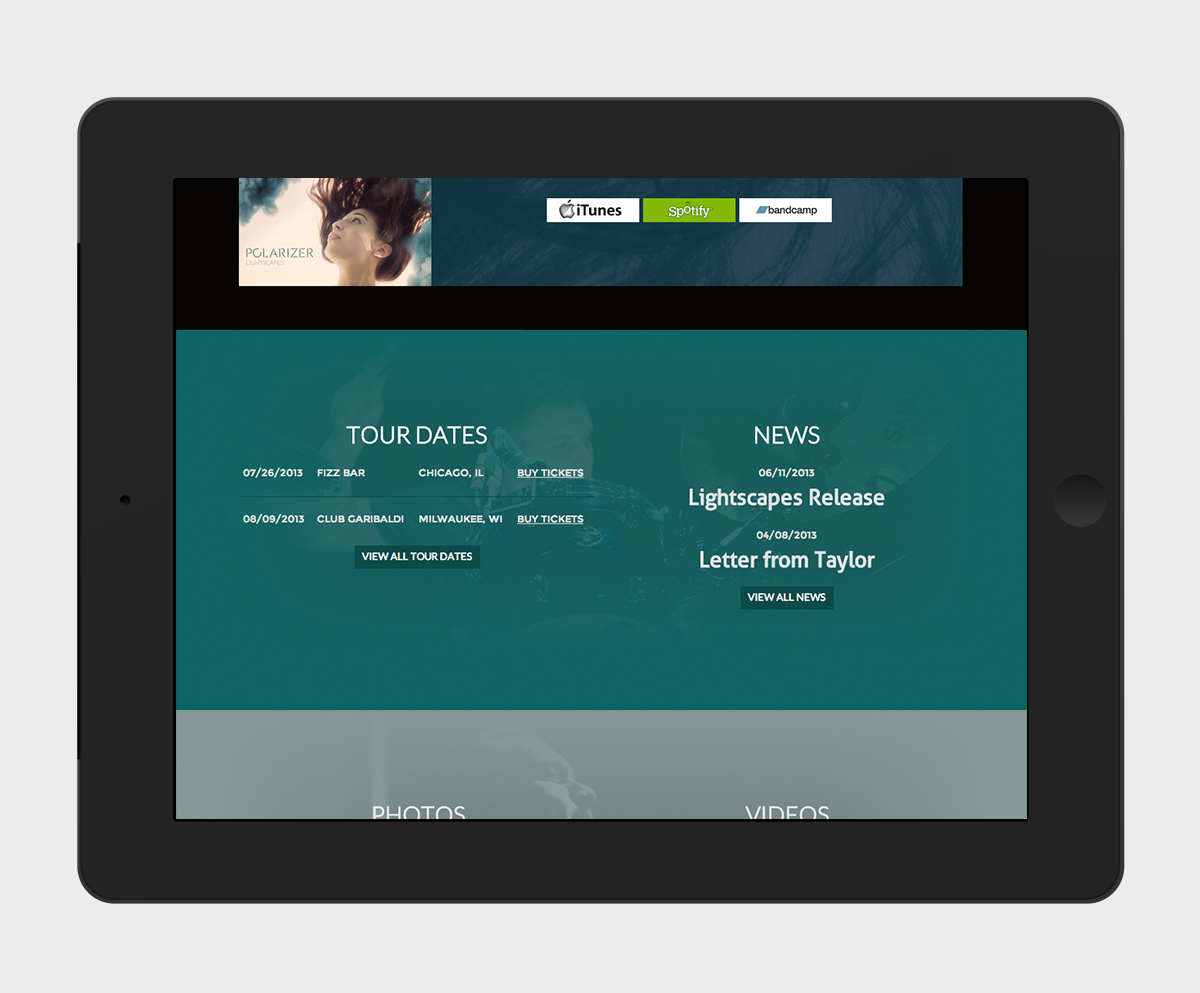 iTunes
Spotify
bandcamp
POLARIZER
LIGHTSCAPES
TOUR DATES
07/26/2013 FIZZ BAR CHICAGO, IL BUY TICKETS
08/09/2013 CLUB GARIBALDI MILWAUKEE, WI BUY TICKETS
VIEW ALL TOUR DATES
NEWS
06/11/2013
Lightscapes Release
04/08/2013
Letter from Taylor
VIEW ALL NEWS
PHOTOS
VIDEOS